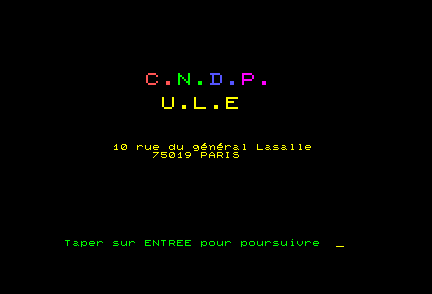 C.N.D.P.
U.L.E
10 rue du général Lasalle
75019 PARIS
Taper sur ENTREE pour poursuivre _